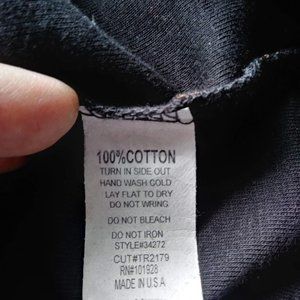 100%COTTON
TURN IN SIDE OUT
HAND WASH COLD
LAY FLAT TO DRY
DO NOT WRING
DO NOT BLEACH
DO NOT IRON
STYLE#34272
CUT#TR2179
RN#101928
MADE IN U.S.A